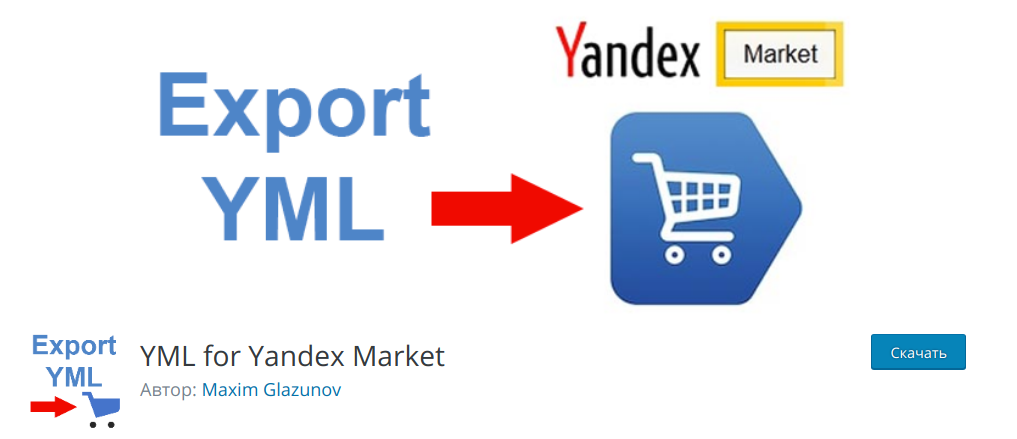 Yandex Market
Export
YML
Export
YML
YML for Yandex Market
Автор: Maxim Glazunov
Скачать